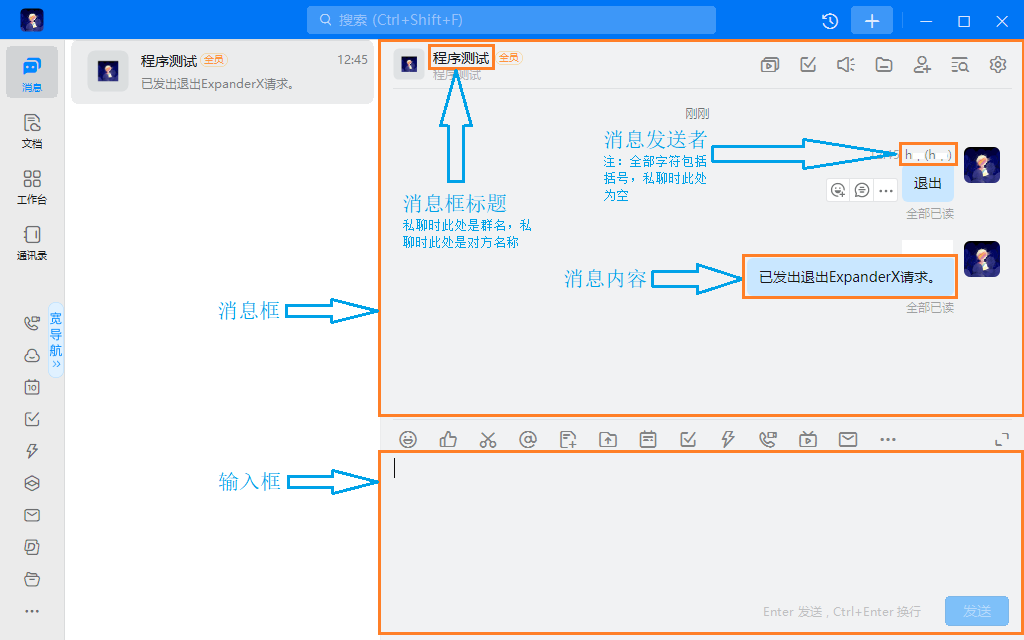 搜索 (Ctrl+Shift+F)
消息
文档
工作台
通讯录
10
宽导航
程序测试 全员 12:45
已发出退出ExpanderX请求。
程序测试 全员
程序测试
刚刚
消息发送者
注：全部字符包括
括号，私聊时此处
为空
h﹒(h﹒)
退出
全部已读
消息框标题
私聊时此处是群名，私
聊时此处是对方名称
消息内容
已发出退出ExpanderX请求。
全部已读
消息框
输入框
Enter 发送 , Ctrl+Enter 换行
发送